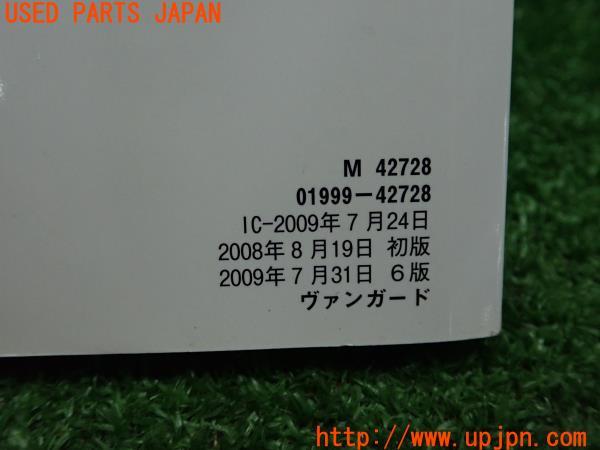 USED PARTS JAPAN
M 42728
01999-42728
IC-2009年7月24日
2008年8月19日 初版
2009年7月31日 6版
ヴァンガード
http://www.upjpn.com/